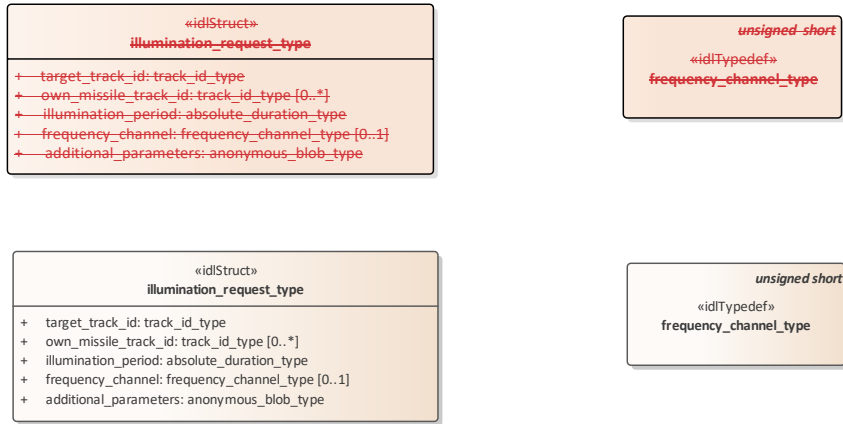 «idlStruct»
illumination_request_type
+ target_track_id: track_id_type
+ own_missile_track_id: track_id_type [0..*]
+ illumination_period: absolute_duration_type
+ frequency_channel: frequency_channel_type [0..1]
+ additional_parameters: anonymous_blob_type
unsigned short
«idlTypedef»
frequency_channel_type
«idlStruct»
illumination_request_type
+ target_track_id: track_id_type
+ own_missile_track_id: track_id_type [0..*]
+ illumination_period: absolute_duration_type
+ frequency_channel: frequency_channel_type [0..1]
+ additional_parameters: anonymous_blob_type
unsigned short
«idlTypedef»
frequency_channel_type